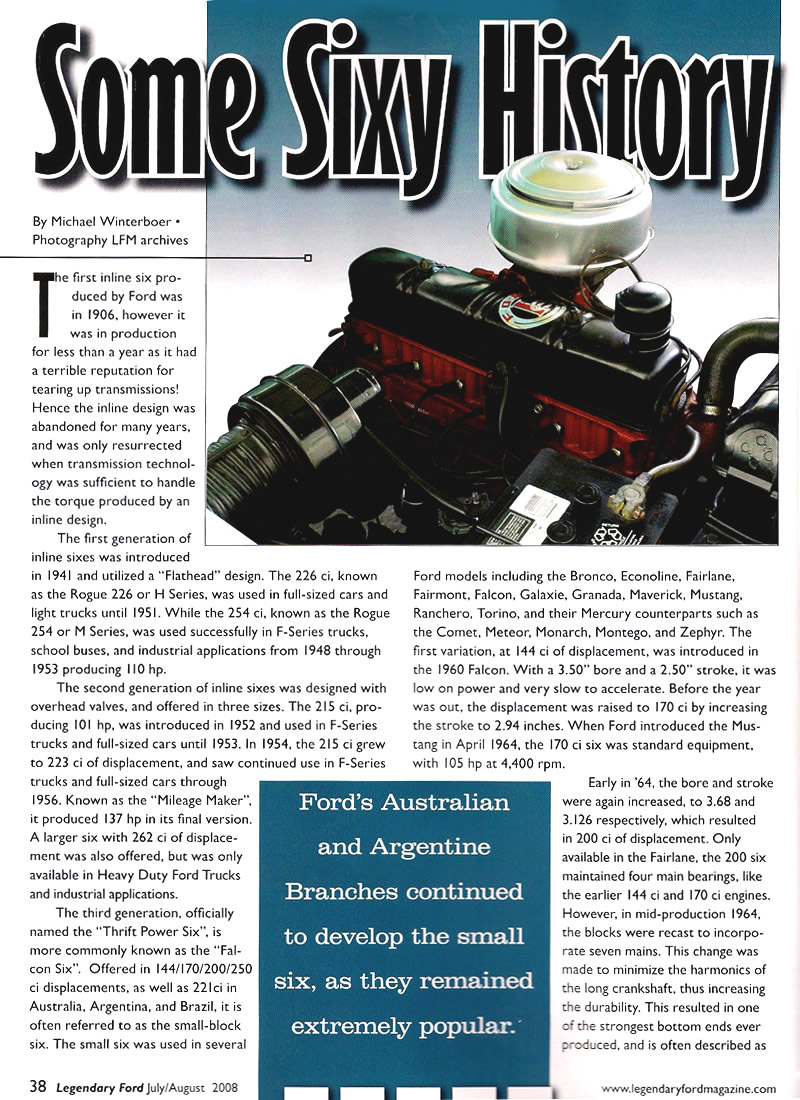 Some Sixy History
By Michael Winterboer •
Photography LFM archives
The first inline six pro-
duced by Ford was
in 1906, however it
was in production
for less than a year as it had
a terrible reputation for
tearing up transmissions!
Hence the inline design was
abandoned for many years,
and was only resurrected
when transmission technol-
ogy was sufficient to handle
the torque produced by an
inline design.
The first generation of
inline sixes was introduced
in 1941 and utilized a “Flathead” design. The 226 ci, known
as the Rogue 226 or H Series, was used in full-sized cars and
light trucks until 1951. While the 254 ci, known as the Rogue
254 or M Series, was used successfully in F-Series trucks,
school buses, and industrial applications from 1948 through
1953 producing 110 hp.
The second generation of inline sixes was designed with
overhead valves, and offered in three sizes. The 215 ci, pro-
ducing 101 hp, was introduced in 1952 and used in F-Series
trucks and full-sized cars until 1953. In 1954, the 215 ci grew
to 223 ci of displacement, and saw continued use in F-Series
trucks and full-sized cars through
1956. Known as the “Mileage Maker”,
it produced 137 hp in its final version.
A larger six with 262 ci of displace-
ment was also offered, but was only
available in Heavy Duty Ford Trucks
and industrial applications.
The third generation, officially
named the “Thrift Power Six”, is
more commonly known as the “Fal-
con Six”. Offered in 144/170/200/250
ci displacements, as well as 221ci in
Australia, Argentina, and Brazil, it is
often referred to as the small-block
six. The small six was used in several
Ford models including the Bronco, Econoline, Fairlane,
Fairmont, Falcon, Galaxie, Granada, Maverick, Mustang,
Ranchero, Torino, and their Mercury counterparts such as
the Comet, Meteor, Monarch, Montego, and Zephyr. The
first variation, at 144 ci of displacement, was introduced in
the 1960 Falcon. With a 3.50” bore and a 2.50” stroke, it was
low on power and very slow to accelerate. Before the year
was out, the displacement was raised to 170 ci by increasing
the stroke to 2.94 inches. When Ford introduced the Mus-
tang in April 1964, the 170 ci six was standard equipment,
with 105 hp at 4,400 rpm.
Early in ’64, the bore and stroke
were again increased, to 3.68 and
3.126 respectively, which resulted
in 200 ci of displacement. Only
available in the Fairlane, the 200 six
maintained four main bearings, like
the earlier 144 ci and 170 ci engines.
However, in mid-production 1964,
the blocks were recast to incorpo-
rate seven mains. This change was
made to minimize the harmonics of
the long crankshaft, thus increasing
the durability. This resulted in one
of the strongest bottom ends ever
produced, and is often described as
Ford’s Australian
and Argentine
Branches continued
to develop the small
six, as they remained
extremely popular.
38 Legendary Ford July/August 2008
www.legendaryfordmagazine.com